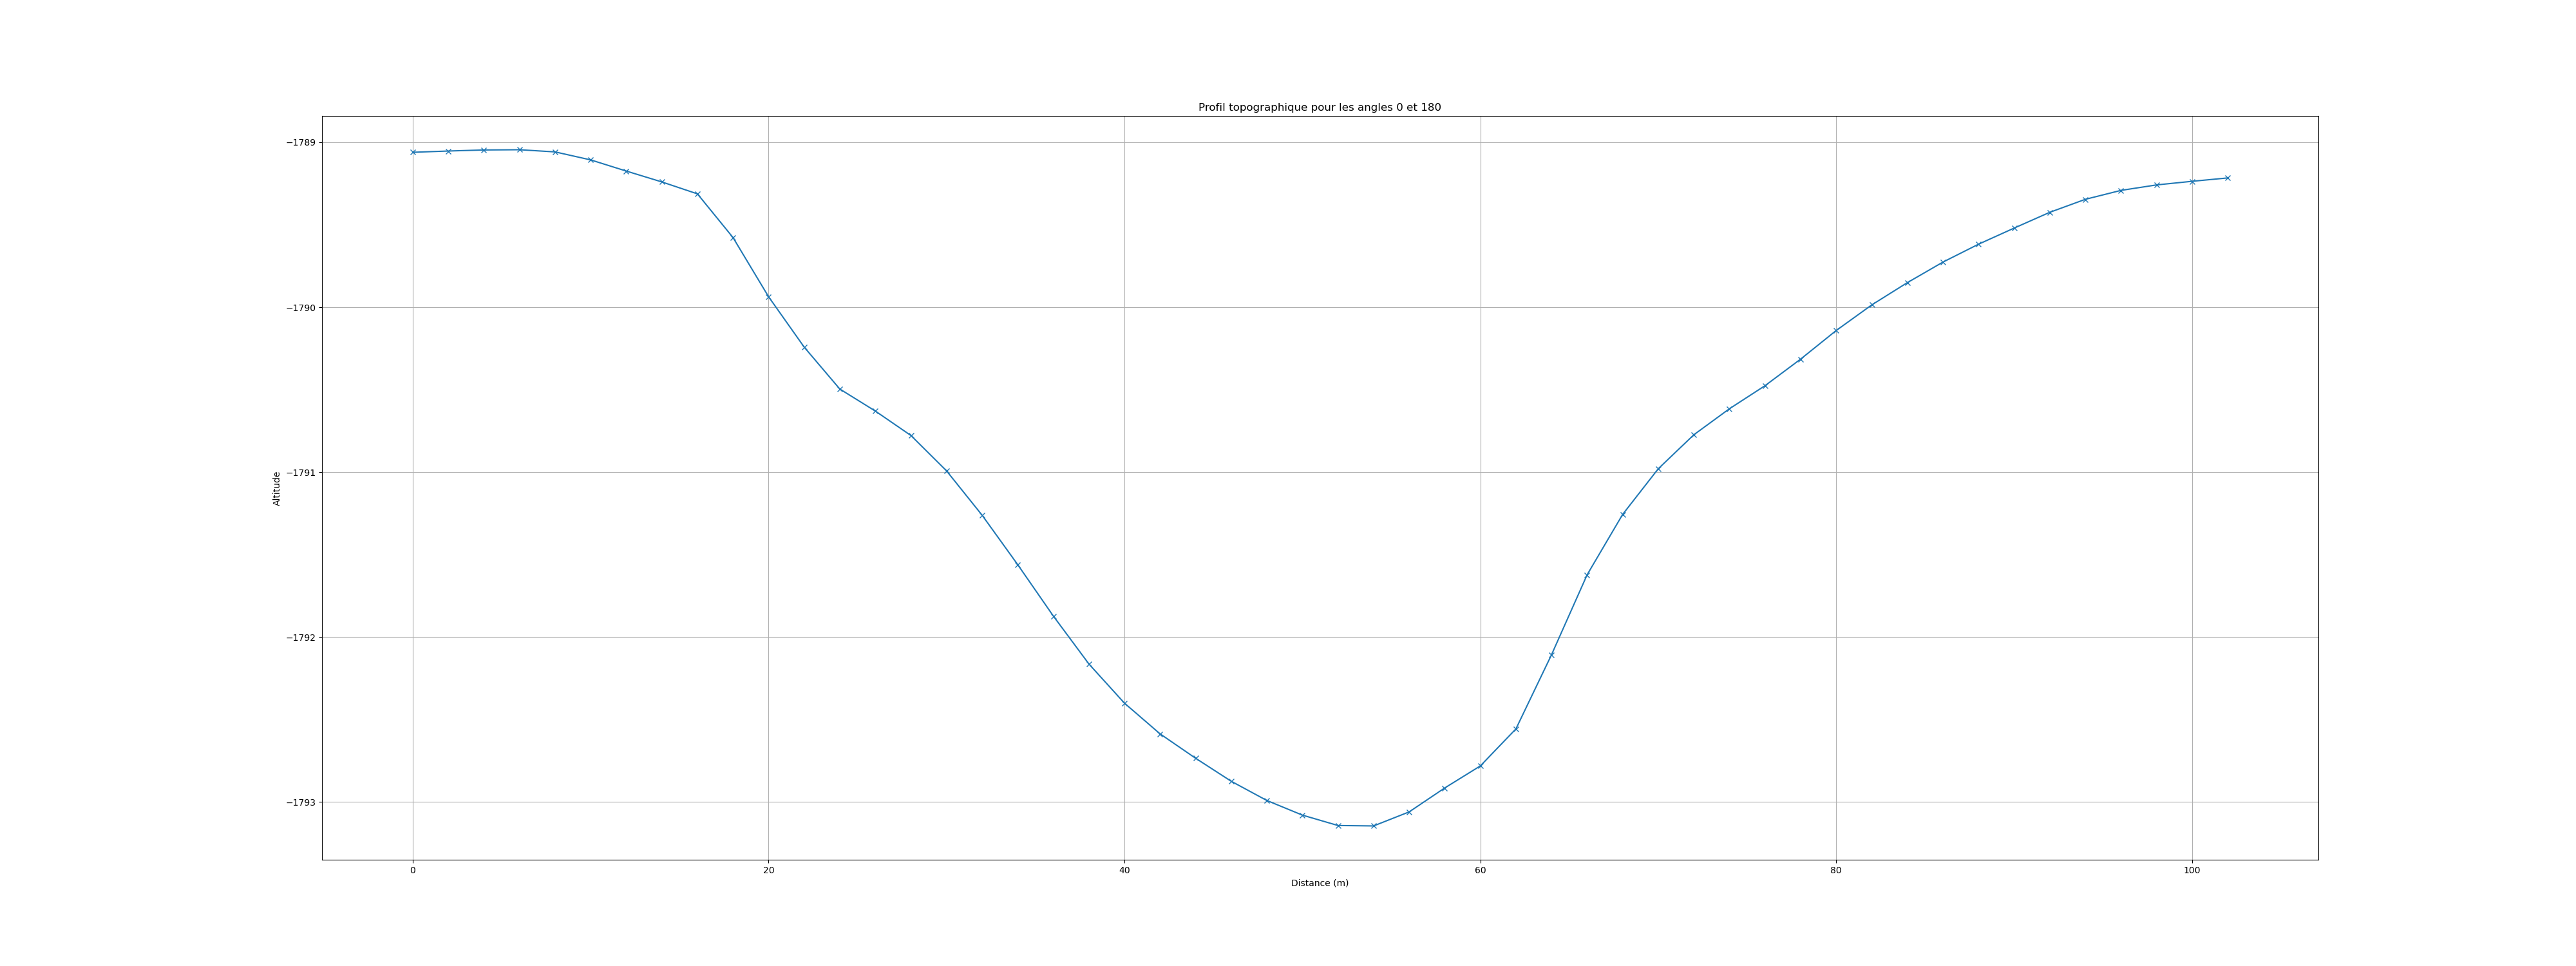 Profil topographique pour les angles 0 et 180
−1789
−1790
−1791
−1792
−1793
Altitude
0 20 40 60 80 100
Distance (m)